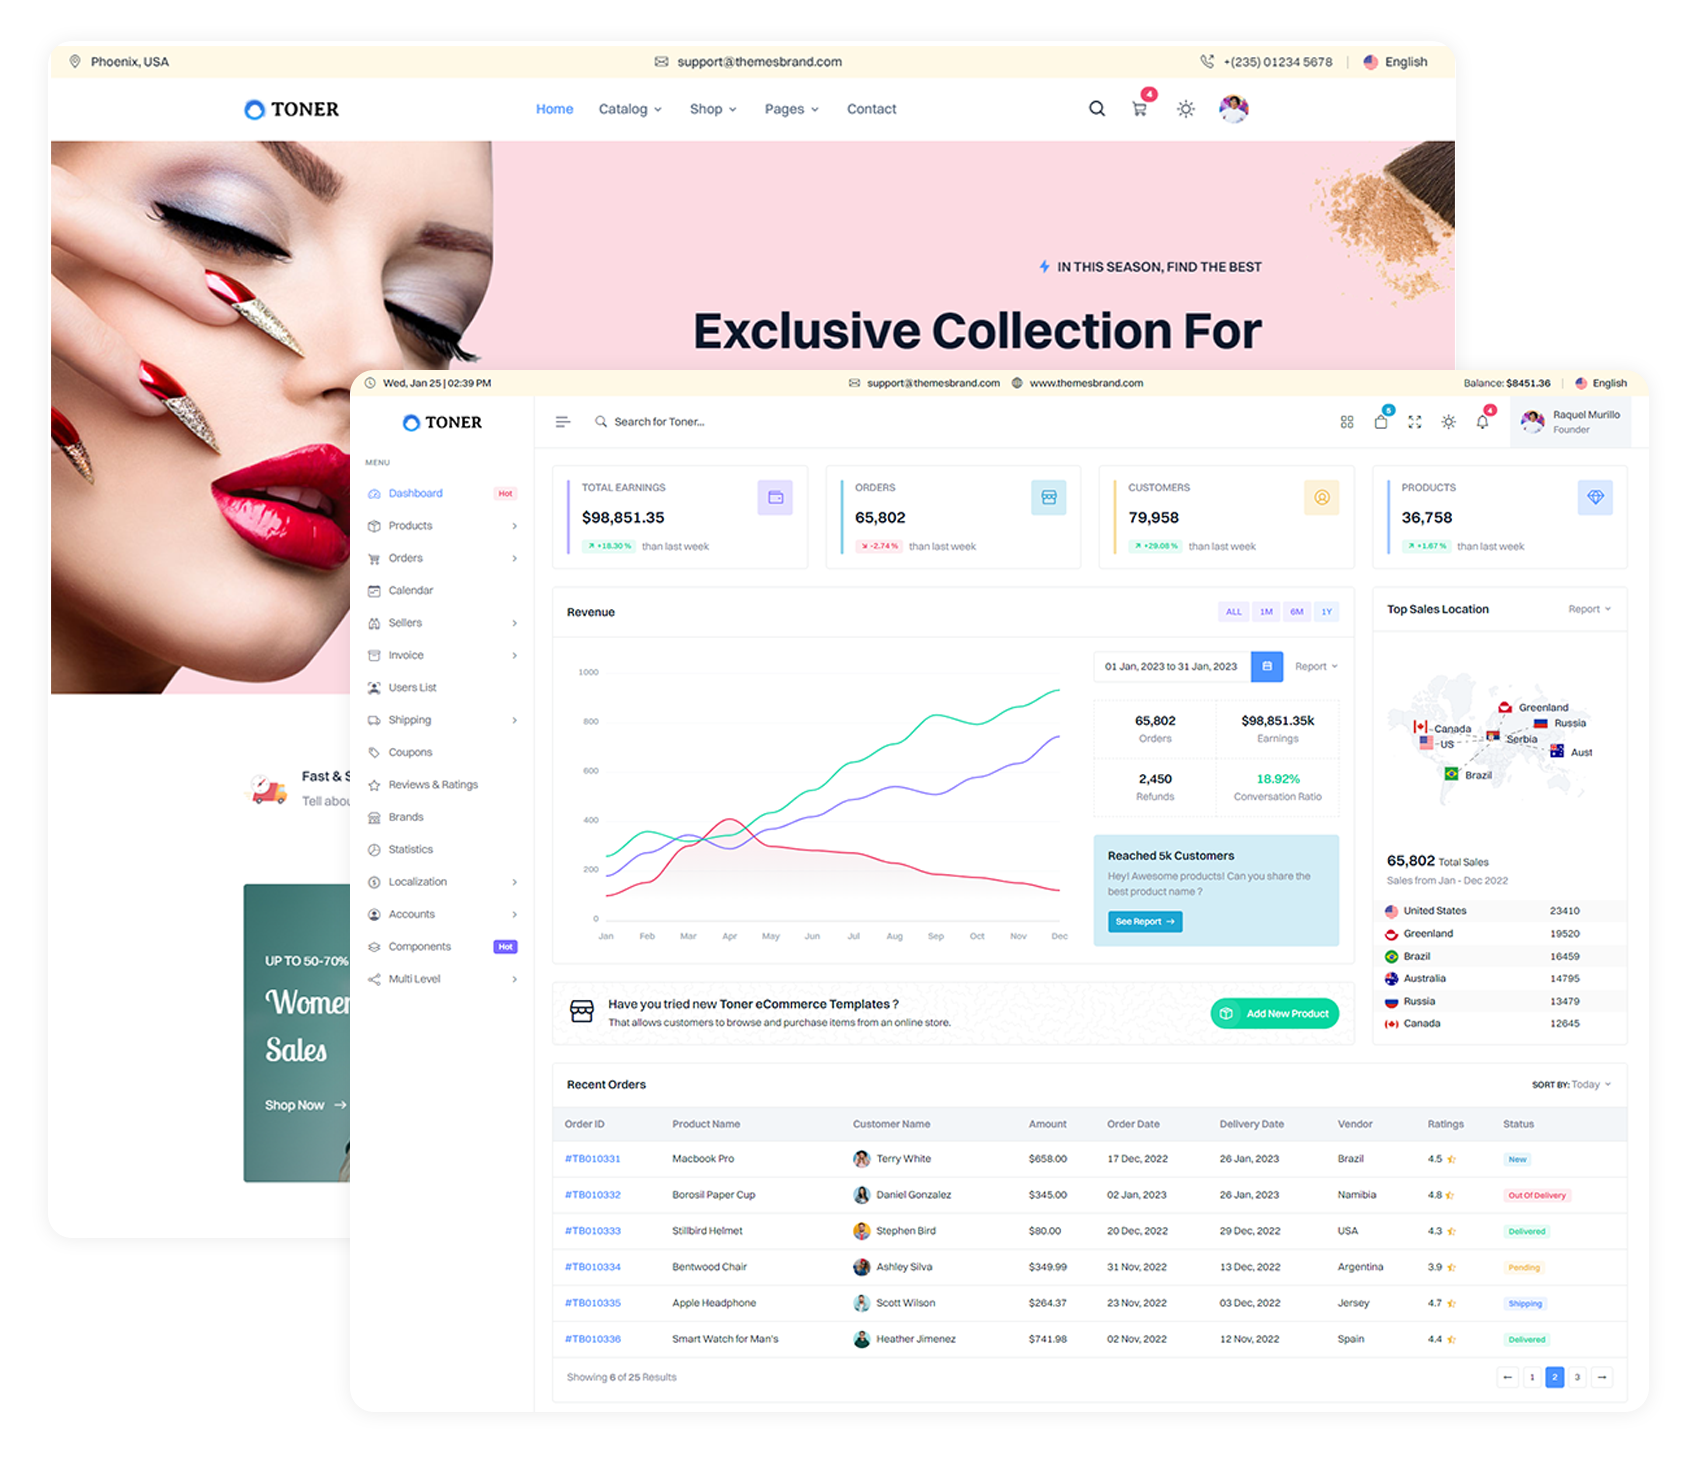 Phoenix, USA
support@themesbrand.com
+(235) 01234 5678
English
TONER
Home
Catalog
Shop
Pages
Contact
4
IN THIS SEASON, FIND THE BEST
Exclusive Collection For
Fast & S
Tell abou
UP TO 50-70%
Women
Sales
Shop Now →
Wed, Jan 25 | 02:39 PM
support@themesbrand.com
www.themesbrand.com
Balance: $8451.36
English
TONER
Search for Toner...
5
4
Raquel Murillo
Founder
MENU
Dashboard Hot
Products
Orders
Calendar
Sellers
Invoice
Users List
Shipping
Coupons
Reviews & Ratings
Brands
Statistics
Localization
Accounts
Components Hot
Multi Level
TOTAL EARNINGS
$98,851.35
+18.30 % than last week
ORDERS
65,802
-2.74 % than last week
CUSTOMERS
79,958
+29.08 % than last week
PRODUCTS
36,758
+1.67 % than last week
Revenue
ALL 1M 6M 1Y
1000
800
600
400
200
0
Jan Feb Mar Apr May Jun Jul Aug Sep Oct Nov Dec
01 Jan, 2023 to 31 Jan, 2023
Report
65,802
Orders
$98,851.35k
Earnings
2,450
Refunds
18.92%
Conversation Ratio
Reached 5k Customers
Hey! Awesome products! Can you share the
best product name ?
See Report →
Top Sales Location
Report
Greenland
Russia
Canada
US
Serbia
Aust
Brazil
65,802 Total Sales
Sales from Jan - Dec 2022
United States 23410
Greenland 19520
Brazil 16459
Australia 14795
Russia 13479
Canada 12645
Have you tried new Toner eCommerce Templates ?
That allows customers to browse and purchase items from an online store.
Add New Product
Recent Orders
SORT BY: Today
Order ID Product Name Customer Name Amount Order Date Delivery Date Vendor Ratings Status
#TB010331 Macbook Pro Terry White $658.00 17 Dec, 2022 26 Jan, 2023 Brazil 4.5 New
#TB010332 Borosil Paper Cup Daniel Gonzalez $345.00 02 Jan, 2023 26 Jan, 2023 Namibia 4.8 Out Of Delivery
#TB010333 Stillbird Helmet Stephen Bird $80.00 20 Dec, 2022 29 Dec, 2022 USA 4.3 Delivered
#TB010334 Bentwood Chair Ashley Silva $349.99 31 Nov, 2022 13 Dec, 2022 Argentina 3.9 Pending
#TB010335 Apple Headphone Scott Wilson $264.37 23 Nov, 2022 03 Dec, 2022 Jersey 4.7 Shipping
#TB010336 Smart Watch for Man's Heather Jimenez $741.98 02 Nov, 2022 12 Nov, 2022 Spain 4.4 Delivered
Showing 6 of 25 Results
← 1 2 3 →